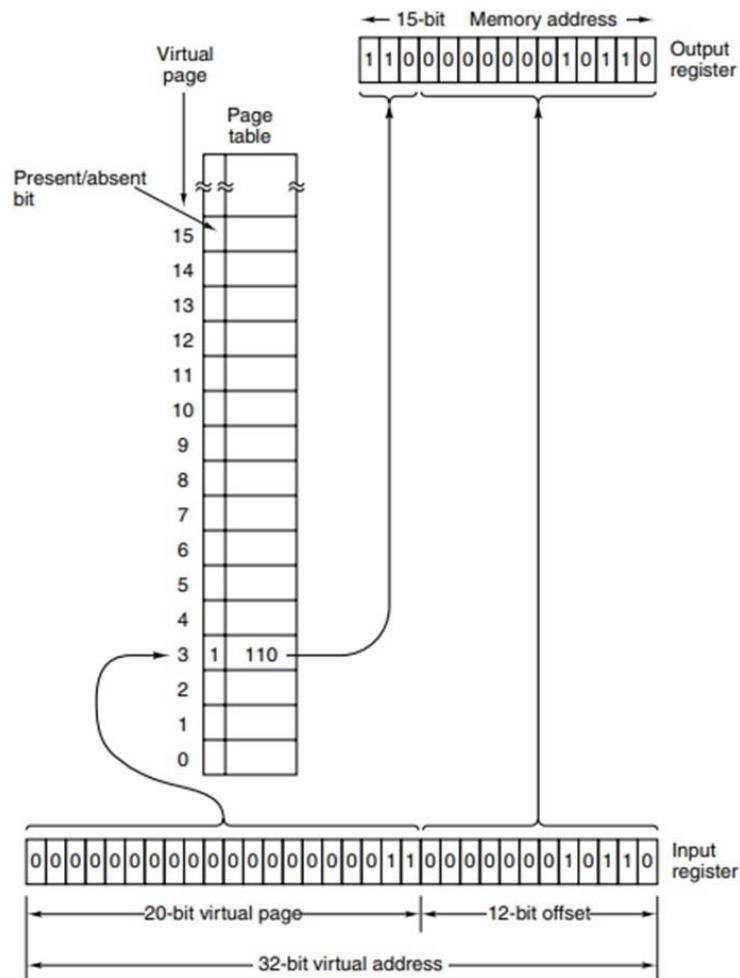 15-bit Memory address
1 1 0 0 0 0 0 0 0 0 1 0 1 1 0
Output
register
Virtual
page
Page
table
Present/absent
bit
15
14
13
12
11
10
9
8
7
6
5
4
3 1 110
2
1
0
0 0 0 0 0 0 0 0 0 0 0 0 0 0 0 0 0 0 1 1 0 0 0 0 0 0 0 1 0 1 1 0
Input
register
20-bit virtual page
12-bit offset
32-bit virtual address